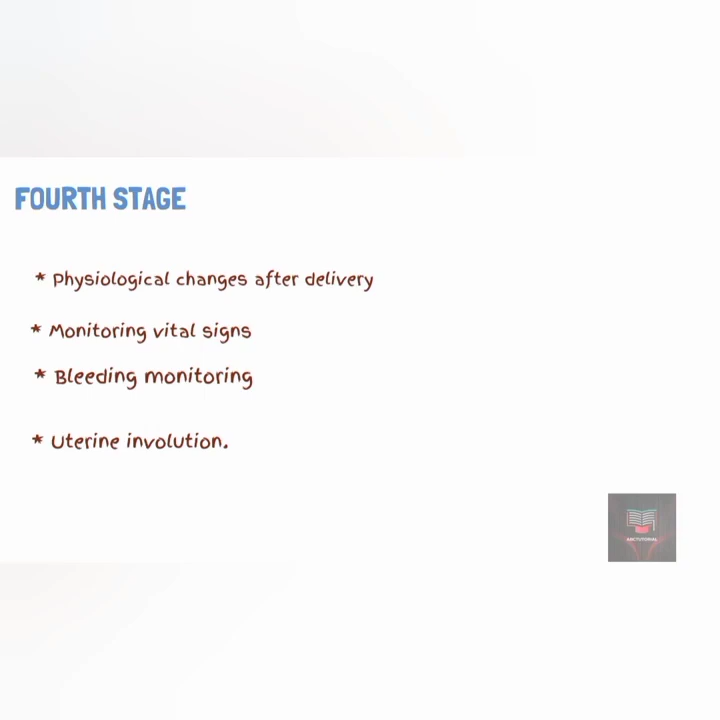 FOURTH STAGE
* Physiological changes after delivery
* Monitoring vital signs
* Bleeding monitoring
* Uterine involution.